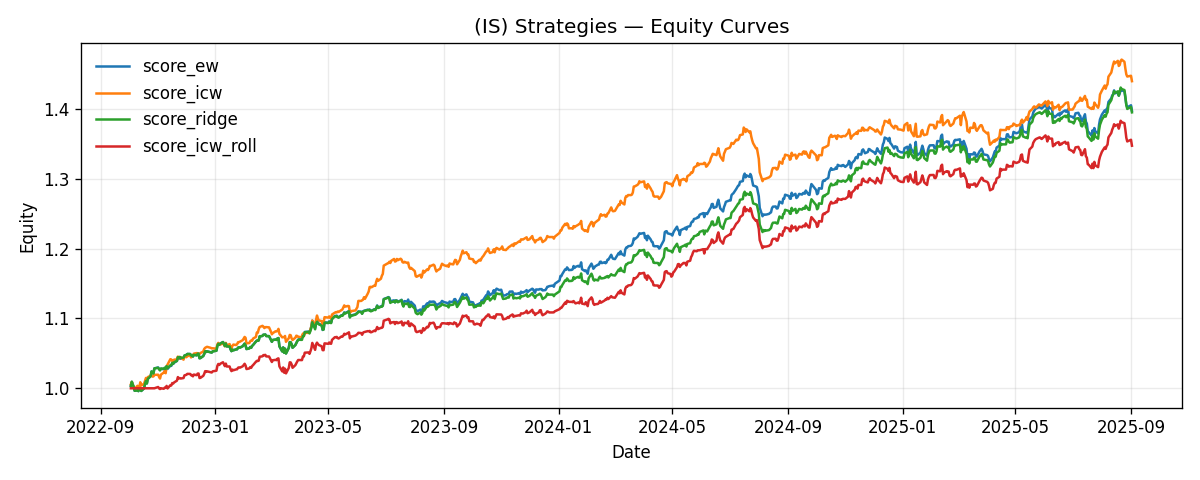 (IS) Strategies — Equity Curves
score_ew
score_icw
score_ridge
score_icw_roll
Equity
1.4
1.3
1.2
1.1
1.0
2022-09 2023-01 2023-05 2023-09 2024-01 2024-05 2024-09 2025-01 2025-05 2025-09
Date